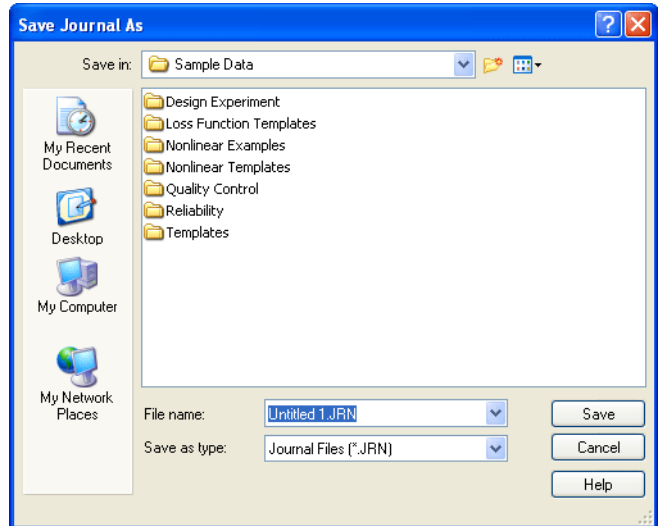 Save Journal As
Save in: Sample Data
Design Experiment
Loss Function Templates
Nonlinear Examples
Nonlinear Templates
Quality Control
Reliability
Templates
My Recent
Documents
Desktop
My Computer
My Network
Places
File name: Untitled 1.JRN Save
Save as type: Journal Files (*.JRN) Cancel
Help